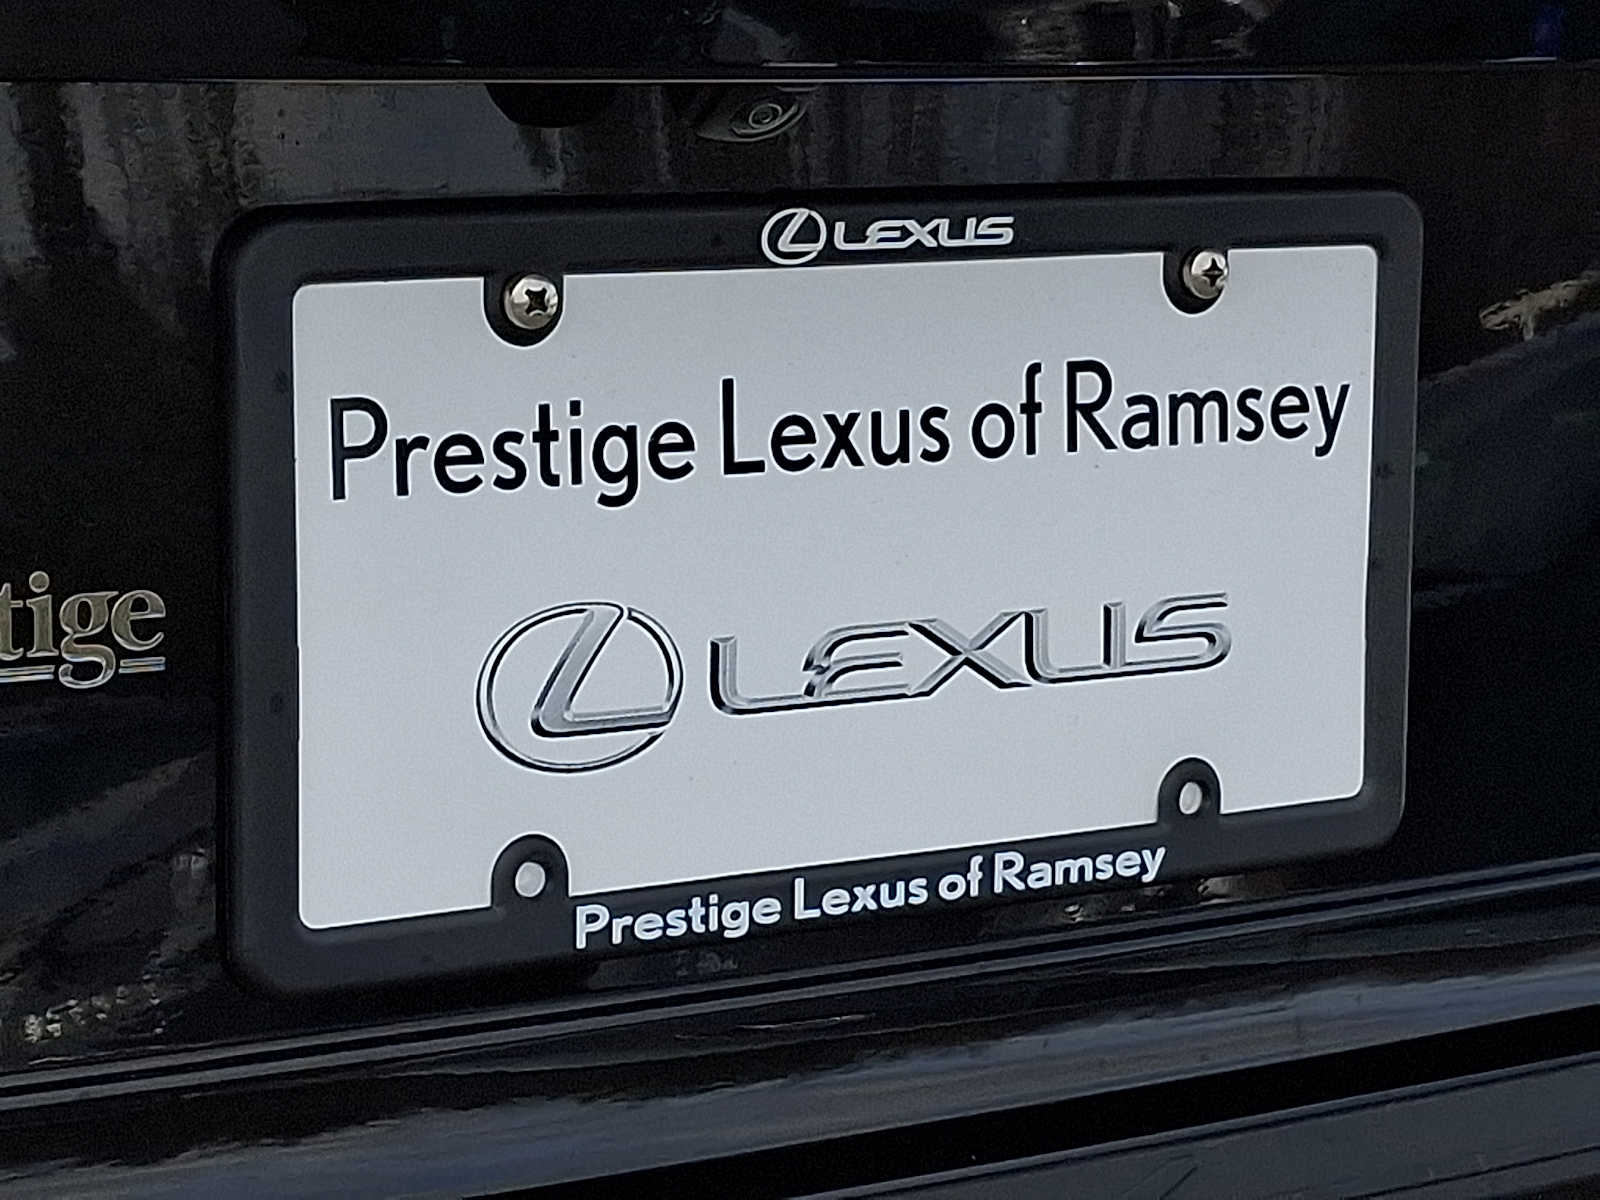 LEXUS
Prestige Lexus of Ramsey
tige
LEXUS
Prestige Lexus of Ramsey